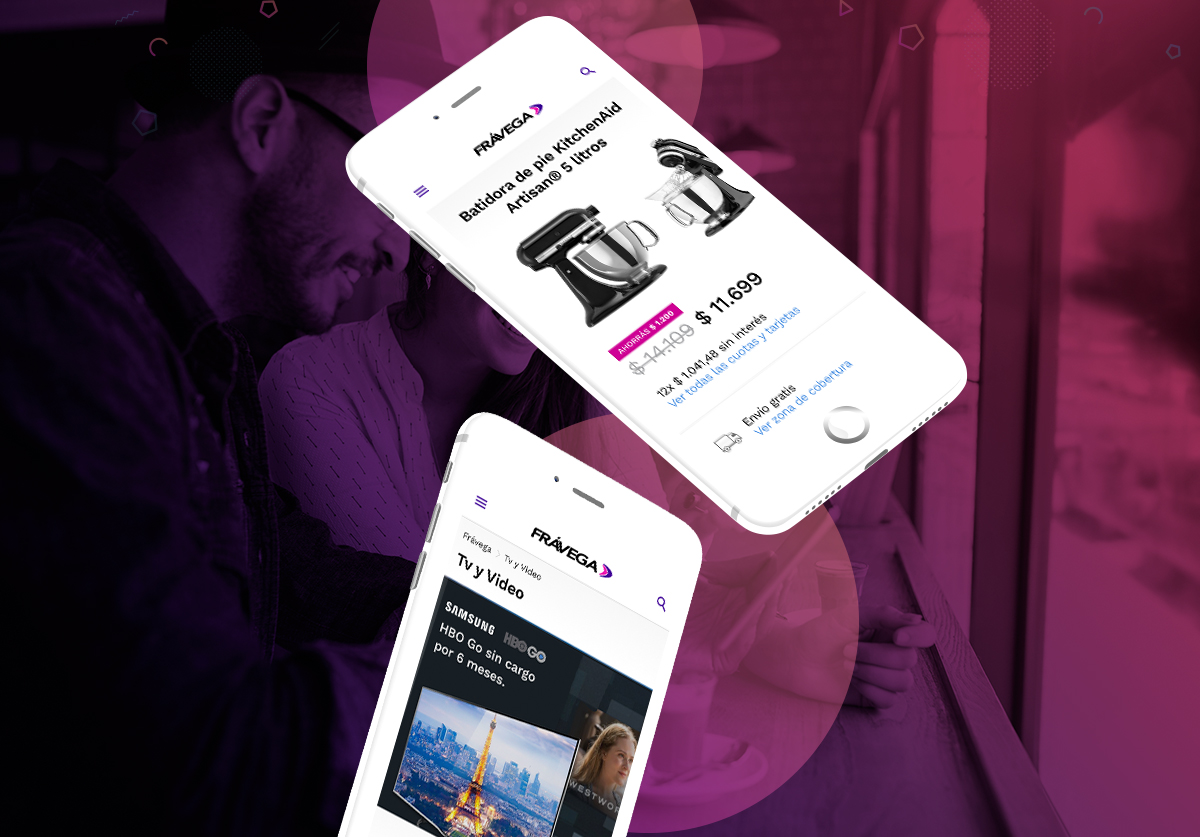 FRÁVEGA
Batidora de pie KitchenAid
Artisan® 5 litros
AHORRÁS $ 1.200
$ 14.109 $ 11.699
12x $ 1.041,48 sin interés
Ver todas las cuotas y tarjetas
Envío gratis
Ver zona de cobertura
FRÁVEGA
Frávega > Tv y Video
Tv y Video
SAMSUNG HBO GO
HBO Go sin cargo
por 6 meses.
WESTWO